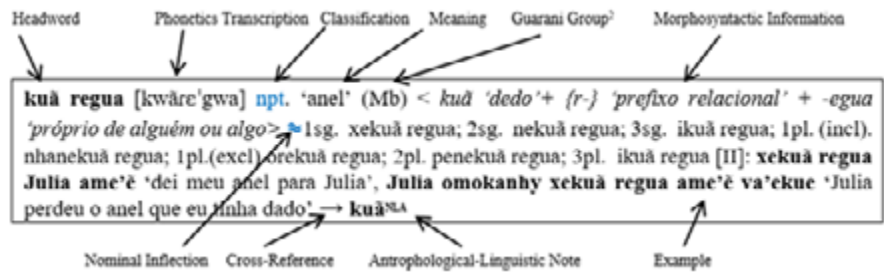 Headword Phonetics Transcription Classification Meaning Guarani Group² Morphosyntactic Information
kuã regua [kwãɾɛ'gwa] npt. ‘anel’ (Mb) < kuã ‘dedo’+ {r-} ‘prefixo relacional’ + -egua
‘próprio de alguém ou algo> 1sg. xekuã regua; 2sg. nekuã regua; 3sg. ikuã regua; 1pl. (incl).
nhanekuã regua; 1pl.(excl) orekuã regua; 2pl. penekuã regua; 3pl. ikuã regua [II]: xekuã regua
Julia ame’ẽ ‘dei meu anel para Julia’, Julia omokanhy xekuã regua ame’ẽ va’ekue ‘Julia
perdeu o anel que eu tinha dado’ → kuãᴺᴸᴬ
Nominal Inflection Cross-Reference Antrophological-Linguistic Note Example